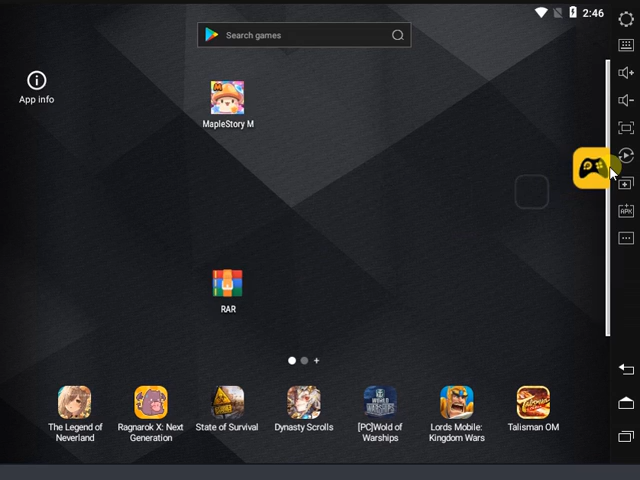 2:46
Search games
App info
MapleStory M
RAR
The Legend of
Neverland
Ragnarok X: Next
Generation
State of Survival
Dynasty Scrolls
[PC]Wold of
Warships
Lords Mobile:
Kingdom Wars
Talisman OM
APK